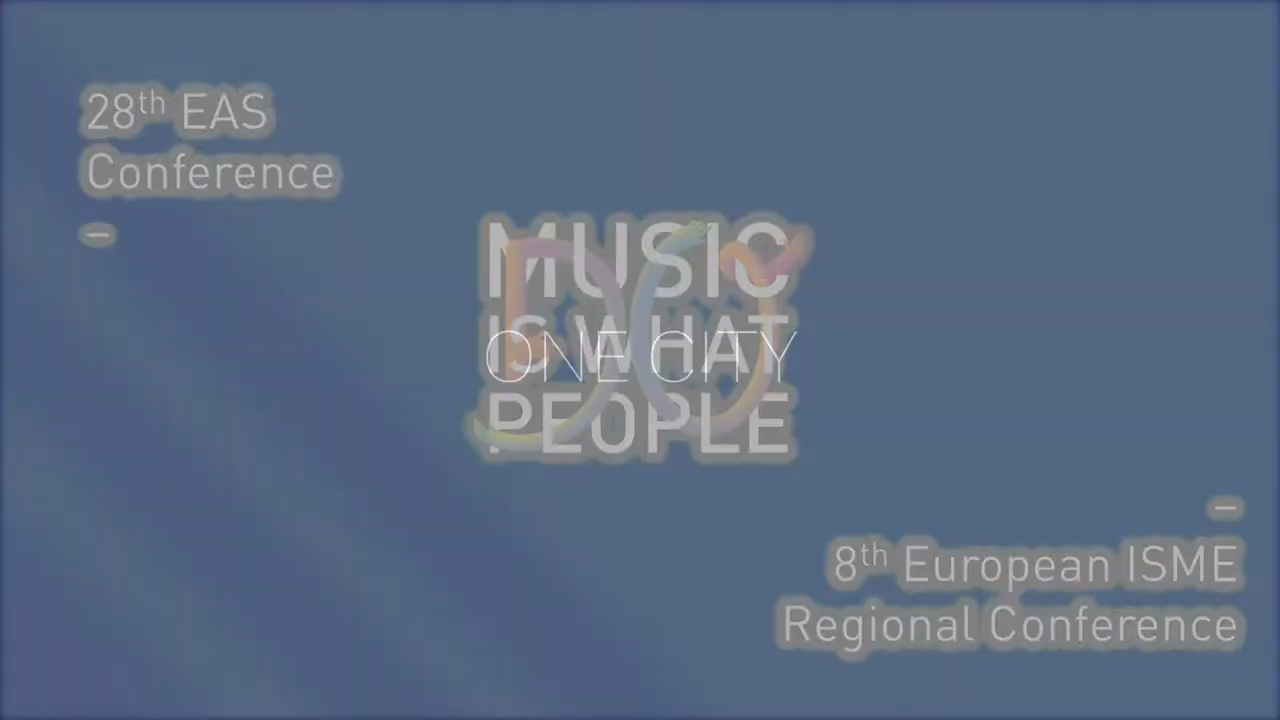 28th EAS
Conference
–
MUSIC
IS WHAT
ONE CITY
PEOPLE
–
8th European ISME
Regional Conference